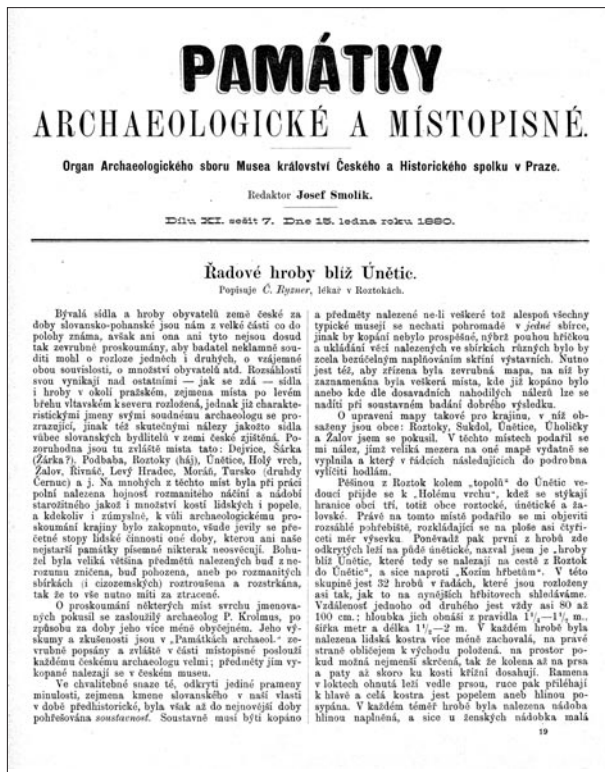 PAMÁTKY
ARCHAEOLOGICKÉ A MÍSTOPISNÉ.
Organ Archaeologického sboru Musea království Českého a Historického spolku v Praze.
Redaktor Josef Smolík.
Dílu XI. sešit 7. Dne 15. ledna roku 1880.
Řadové hroby blíž Únětic.
Popisuje Č. Ryzner, lékař v Roztokách.
Bývalá sídla a hroby obyvatelů země české za
doby slovansko-pohanské jsou nám z velké části co do
polohy známa, avšak ani ona ani tyto nejsou dosud
tak zevrubně proskoumány, aby badatel neklamně sou-
diti mohl o rozloze jedněch i druhých, o vzájemné
obou souvislosti, o množství obyvatelů atd. Rozsáhlostí
svou vynikají nad ostatními — jak se zdá — sídla
i hroby v okolí pražském, zejmena místa po levém
břehu ltavském k severu rozložená, jednak již charakte-
ristickými jmeny svými soudnému archaeologu se pro-
zrazující, jinak též skutečnými nálezy jakožto sídla
vůbec slovanských bydlitelů v zemi české zjištěná. Po-
zoruhodna jsou tu zvláště místa tato: Dejvice, Šárka
(Žárka?), Podbaba, Roztoky (háj), Únětice, Holý vrch,
Žalov, Řivnáč, Levý Hradec, Moráň, Tursko (druhdy
Černuc) a j. Na mnohých z těchto míst byla při práci
polní nalezena hojnost rozmanitého náčiní a nádobí
starožitného jakož i množství kostí lidských i popele,
a kdekoliv i zúmyslně, k vůli archaeologickému pro-
skoumání krajiny bylo zakopnuto, všude jevily se pře-
četné stopy lidské činnosti one doby, kterou ani naše
nejstarší památky písemné nikterak neosvěcují. Bohu-
žel byla veliká většina předmětů nalezených buď z ne-
rozumu zničena, buď pohozena, aneb po rozmanitých
sbírkách (i cizozemských) roztroušena a rozstrkána,
tak že to vše nutno míti za ztracené.
O proskoumání některých míst svrchu jmenova-
ných pokusil se zasloužilý archaeolog P. Krolmus, po
způsobu za doby jeho více méně obyčejném. Jeho vý-
zkumy a zkušenosti jsou v „Památkách archaeol.“ ze-
vrubně popsány a zvláště v části místopisné poslouží
každému českému archaeologu velmi; předměty jím vy-
kopané nalezají se v českém museu.
Ve chvalitebné snaze té, odkryti jediné prameny
minulosti, zejmena kmene slovanského v naší vlasti
v době předhistorické, byla však až do nejnovější doby
pohřešována soustavnost. Soustavně musí býti kopáno
a předměty nalezené ne-li veškeré tož alespoň všechny
typické musejí se nechati pohromadě v jedné sbírce,
jinak by kopání nebylo prospěšné, nýbrž pouhou hříčkou
a ukládání věcí nalezených ve sbírkách různých bylo by
zcela bezúčelným naplňováním skříní výstavních. Nutno
jest též, aby zřízena byla zevrubná mapa, na níž by
zaznamenána byla veškerá místa, kde již kopáno bylo
anebo kde dle dosavadních nahodilých nálezů lze se
nadíti při soustavném badání dobrého výsledku.
O upravení mapy takové pro krajinu, v níž ob-
saženy jsou obce: Roztoky, Sukdol, Únětice, Úholičky
a Žalov jsem se pokusil. V těchto místech podařil se
mi nález, jímž veliká mezera na oné mapě vydatně se
vyplnila a který v řádcích následujících do podrobna
vylíčiti hodlám.
Pěšinou z Roztok kolem „topolů“ do Únětic ve-
doucí přijde se k „Holému vrchu“, kdež se stýkají
hranice obcí tří, totiž obce roztocké, únětické a ža-
lovské. Právě na tomto místě podařilo se mi objeviti
rozsáhlé pohřebiště, rozkládající se na ploše asi čtyři-
ceti měr výsevku. Poněvadž pak první z hrobů zde
odkrytých leží na půdě únětické, nazval jsem je „hroby
blíž Únětic, které tedy se nalezají na cestě z Roztok
do Únětic“, a sice naproti „Kozím hřbetům“. V této
skupině jest 32 hrobů v řadách, které jsou rozloženy
asi tak, jak to na nynějších hřbitovech shledáváme.
Vzdálenost jednoho od druhého jest vždy asi 80 až
100 cm.; hloubka jich obnáší z pravidla 1¹/₄—1¹/₂ m.,
šířka metr a délka 1¹/₂—2 m. V každém hrobě byla
nalezena lidská kostra více méně zachovalá, na pravé
straně obličejem k východu položená, na prostor po-
kud možná nejmenší skrčená, tak že kolena až na prsa
a paty až skoro ku kosti křížní dosahují. Ramena
v loktech ohnutá leží vedle prsou, ruce pak přiléhají
k hlavě a celá kostra jest popelem aneb hlinou po-
sypána. V každém téměř hrobě byla nalezena nádoba
hlinou naplněná, a sice u ženských nádobka malá
19